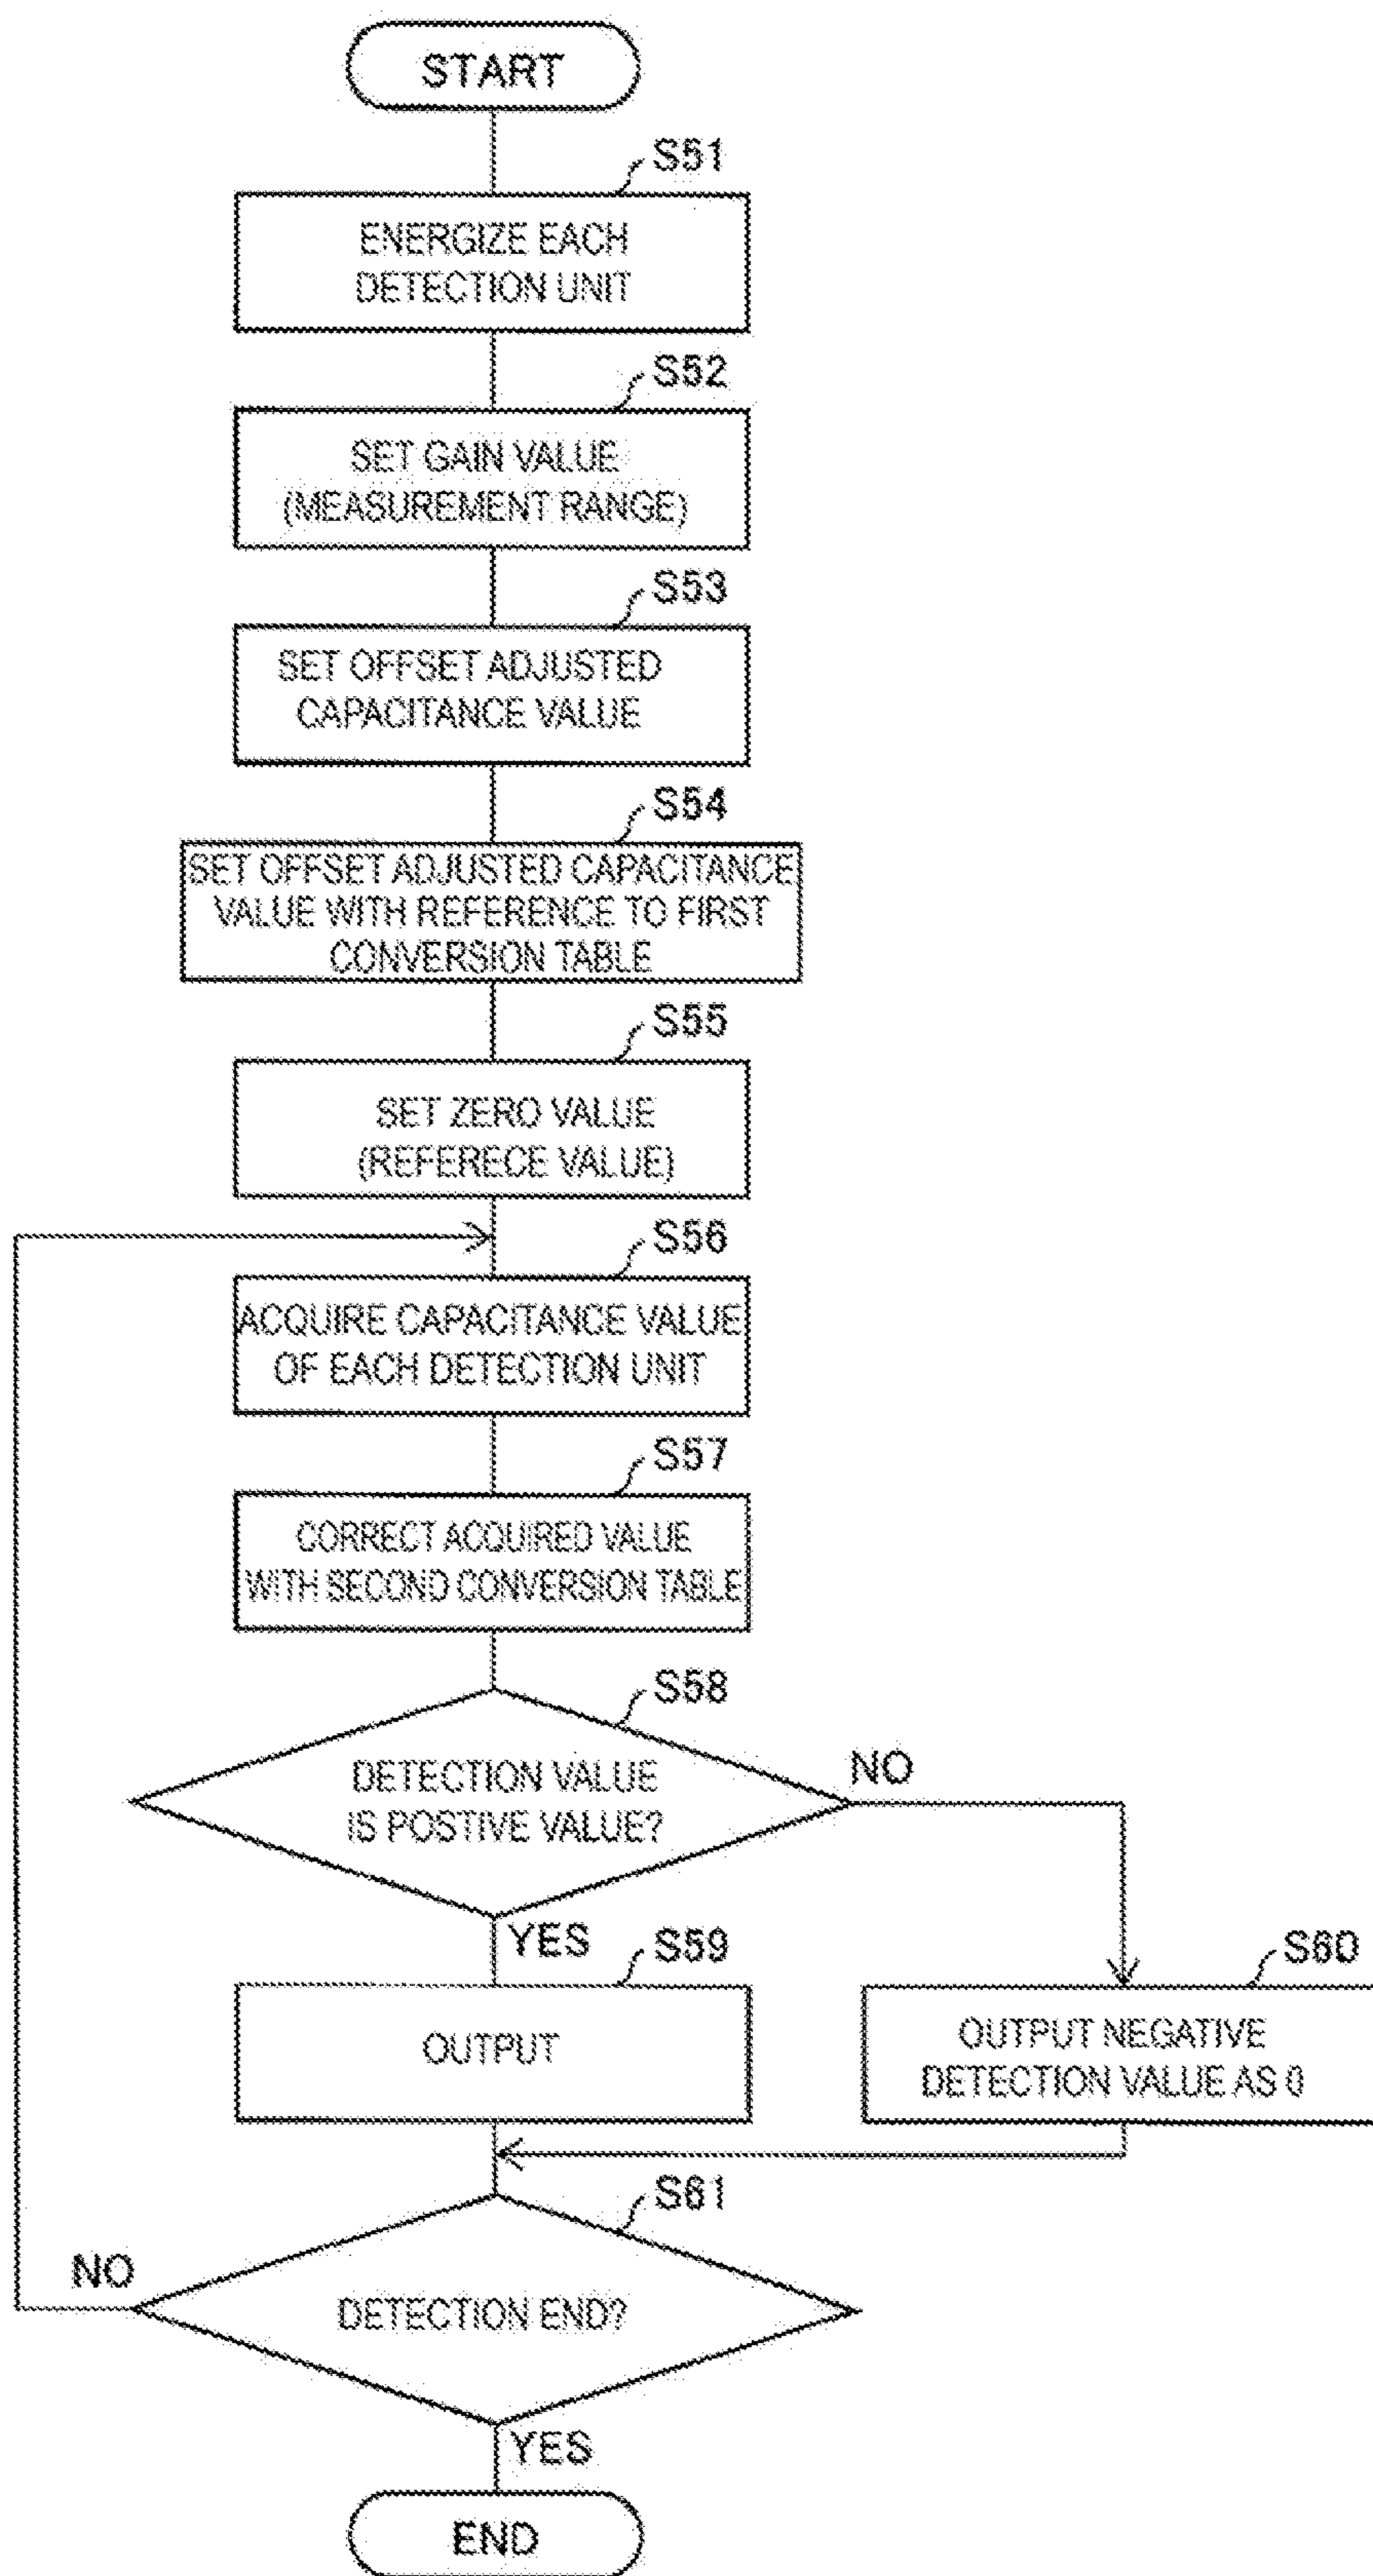 START
S51
ENERGIZE EACH
DETECTION UNIT
S52
SET GAIN VALUE
(MEASUREMENT RANGE)
S53
SET OFFSET ADJUSTED
CAPACITANCE VALUE
S54
SET OFFSET ADJUSTED CAPACITANCE
VALUE WITH REFERENCE TO FIRST
CONVERSION TABLE
S55
SET ZERO VALUE
(REFERECE VALUE)
S56
ACQUIRE CAPACITANCE VALUE
OF EACH DETECTION UNIT
S57
CORRECT ACQUIRED VALUE
WITH SECOND CONVERSION TABLE
S58
DETECTION VALUE
IS POSTIVE VALUE?
NO
YES
S59
OUTPUT
S60
OUTPUT NEGATIVE
DETECTION VALUE AS 0
S61
DETECTION END?
NO
YES
END